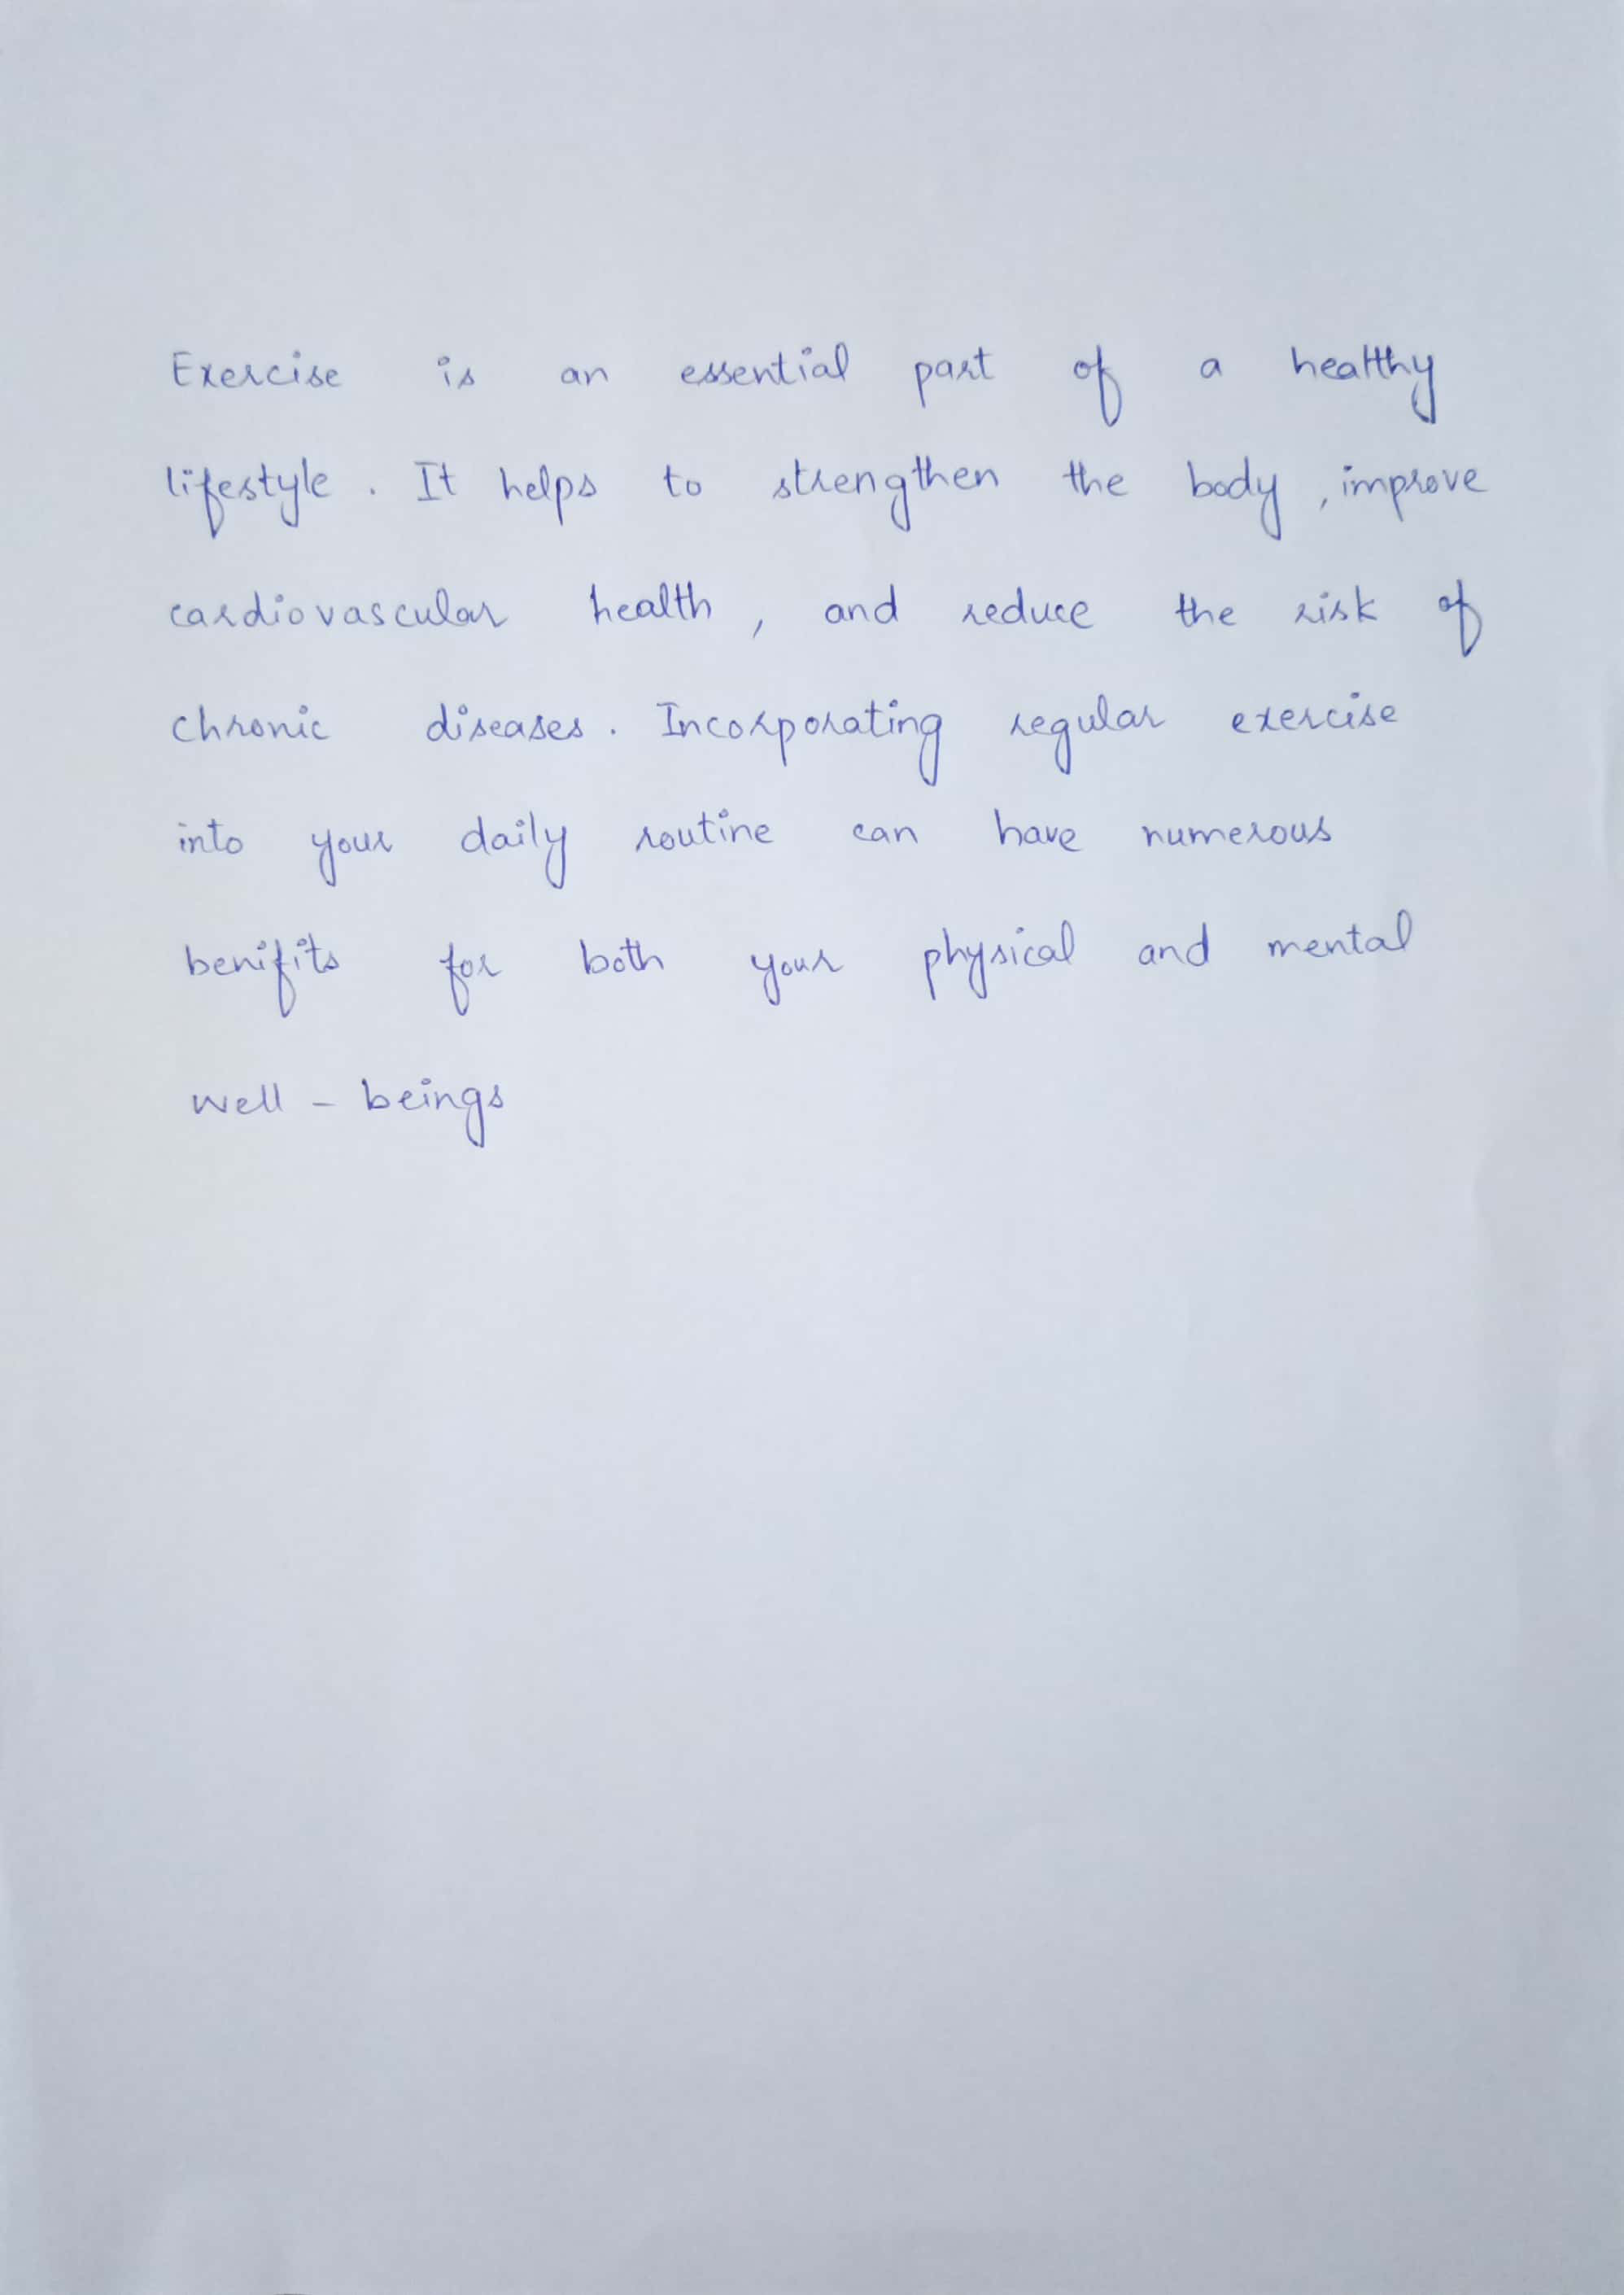 Exercise is an essential part of a healthy
lifestyle. It helps to strengthen the body, improve
cardiovascular health, and reduce the risk of
chronic diseases. Incorporating regular exercise
into your daily routine can have numerous
benifits for both your physical and mental
well-beings